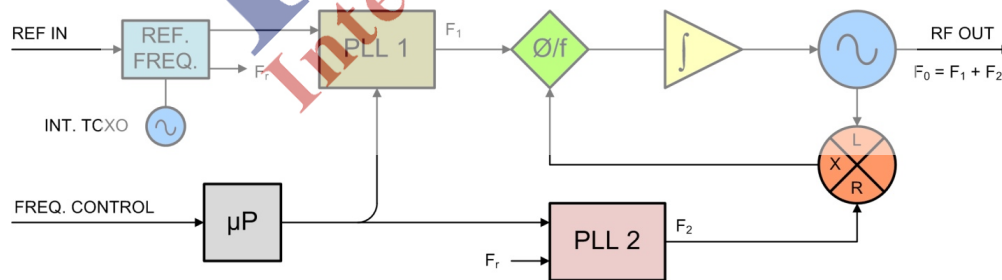 REF IN
REF.
FREQ.
Fr
INT. TCXO
PLL 1
F1
Ø/f
∫
RF OUT
F0 = F1 + F2
L
X
R
FREQ. CONTROL
µP
Fr
PLL 2
F2